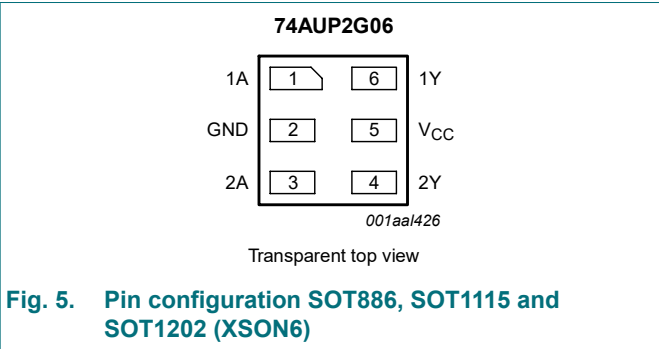 74AUP2G06
1A 1 6 1Y
GND 2 5 VCC
2A 3 4 2Y
001aal426
Transparent top view
Fig. 5. Pin configuration SOT886, SOT1115 and
SOT1202 (XSON6)